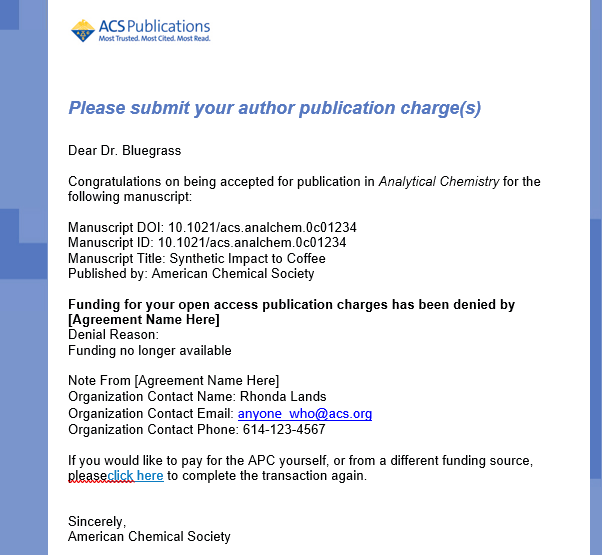 ACS Publications
Most Trusted. Most Cited. Most Read.
Please submit your author publication charge(s)
Dear Dr. Bluegrass
Congratulations on being accepted for publication in Analytical Chemistry for the
following manuscript:
Manuscript DOI: 10.1021/acs.analchem.0c01234
Manuscript ID: 10.1021/acs.analchem.0c01234
Manuscript Title: Synthetic Impact to Coffee
Published by: American Chemical Society
Funding for your open access publication charges has been denied by
[Agreement Name Here]
Denial Reason:
Funding no longer available
Note From [Agreement Name Here]
Organization Contact Name: Rhonda Lands
Organization Contact Email: anyone_who@acs.org
Organization Contact Phone: 614-123-4567
If you would like to pay for the APC yourself, or from a different funding source,
pleaseclick here to complete the transaction again.
Sincerely,
American Chemical Society